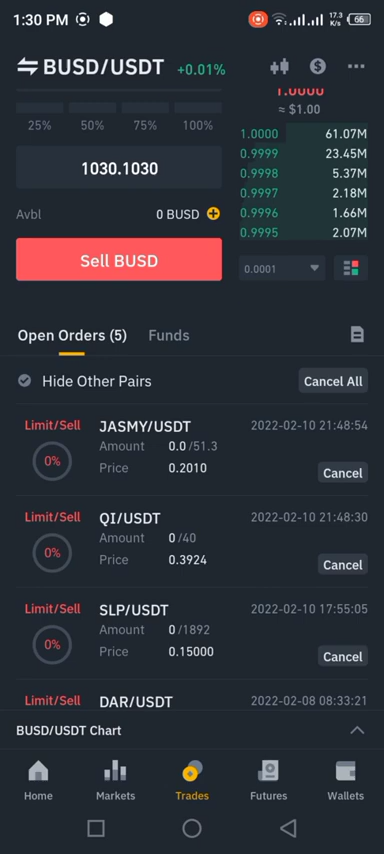 1:30 PM 17.3 K/s 66
BUSD/USDT +0.01%
1.0000
≈ $1.00
25% 50% 75% 100%
1.0000 61.07M
0.9999 23.45M
1030.1030
0.9998 5.37M
0.9997 2.18M
Avbl 0 BUSD
0.9996 1.66M
0.9995 2.07M
Sell BUSD
0.0001
Open Orders (5) Funds
Hide Other Pairs Cancel All
Limit/Sell JASMY/USDT 2022-02-10 21:48:54
Amount 0.0 /51.3
0%
Price 0.2010
Cancel
Limit/Sell QI/USDT 2022-02-10 21:48:30
Amount 0 /40
0%
Price 0.3924
Cancel
Limit/Sell SLP/USDT 2022-02-10 17:55:05
Amount 0 /1892
0%
Price 0.15000
Cancel
Limit/Sell DAR/USDT 2022-02-08 08:33:21
BUSD/USDT Chart
Home Markets Trades Futures Wallets